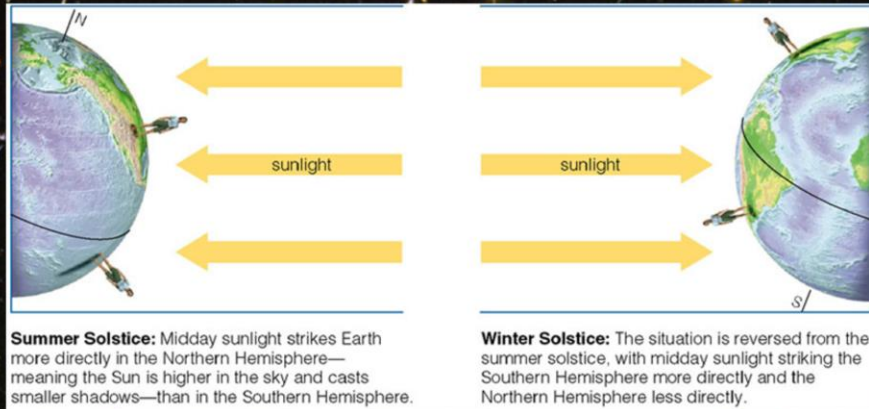 N
sunlight
sunlight
S
Summer Solstice: Midday sunlight strikes Earth
more directly in the Northern Hemisphere—
meaning the Sun is higher in the sky and casts
smaller shadows—than in the Southern Hemisphere.
Winter Solstice: The situation is reversed from the
summer solstice, with midday sunlight striking the
Southern Hemisphere more directly and the
Northern Hemisphere less directly.